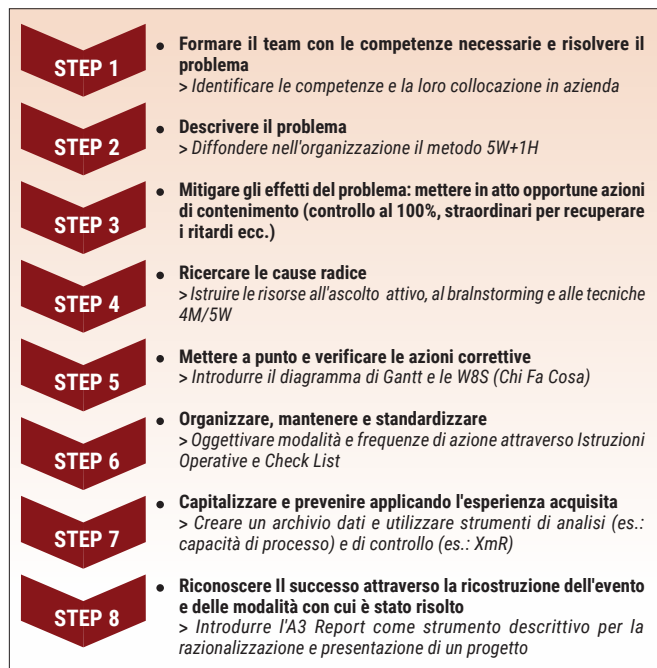 STEP 1
• Formare il team con le competenze necessarie e risolvere il
problema
> Identificare le competenze e la loro collocazione in azienda
STEP 2
• Descrivere il problema
> Diffondere nell'organizzazione il metodo 5W+1H
STEP 3
• Mitigare gli effetti del problema: mettere in atto opportune azioni
di contenimento (controllo al 100%, straordinari per recuperare
i ritardi ecc.)
STEP 4
• Ricercare le cause radice
> Istruire le risorse all'ascolto attivo, al braInstorming e alle tecniche
4M/5W
STEP 5
• Mettere a punto e verificare le azioni correttive
> Introdurre il diagramma di Gantt e le W8S (Chi Fa Cosa)
STEP 6
• Organizzare, mantenere e standardizzare
> Oggettivare modalità e frequenze di azione attraverso Istruzioni
Operative e Check List
STEP 7
• Capitalizzare e prevenire applicando l'esperienza acquisita
> Creare un archivio dati e utilizzare strumenti di analisi (es.:
capacità di processo) e di controllo (es.: XmR)
STEP 8
• Riconoscere Il successo attraverso la ricostruzione dell'evento
e delle modalità con cui è stato risolto
> Introdurre l'A3 Report come strumento descrittivo per la
razionalizzazione e presentazione di un progetto